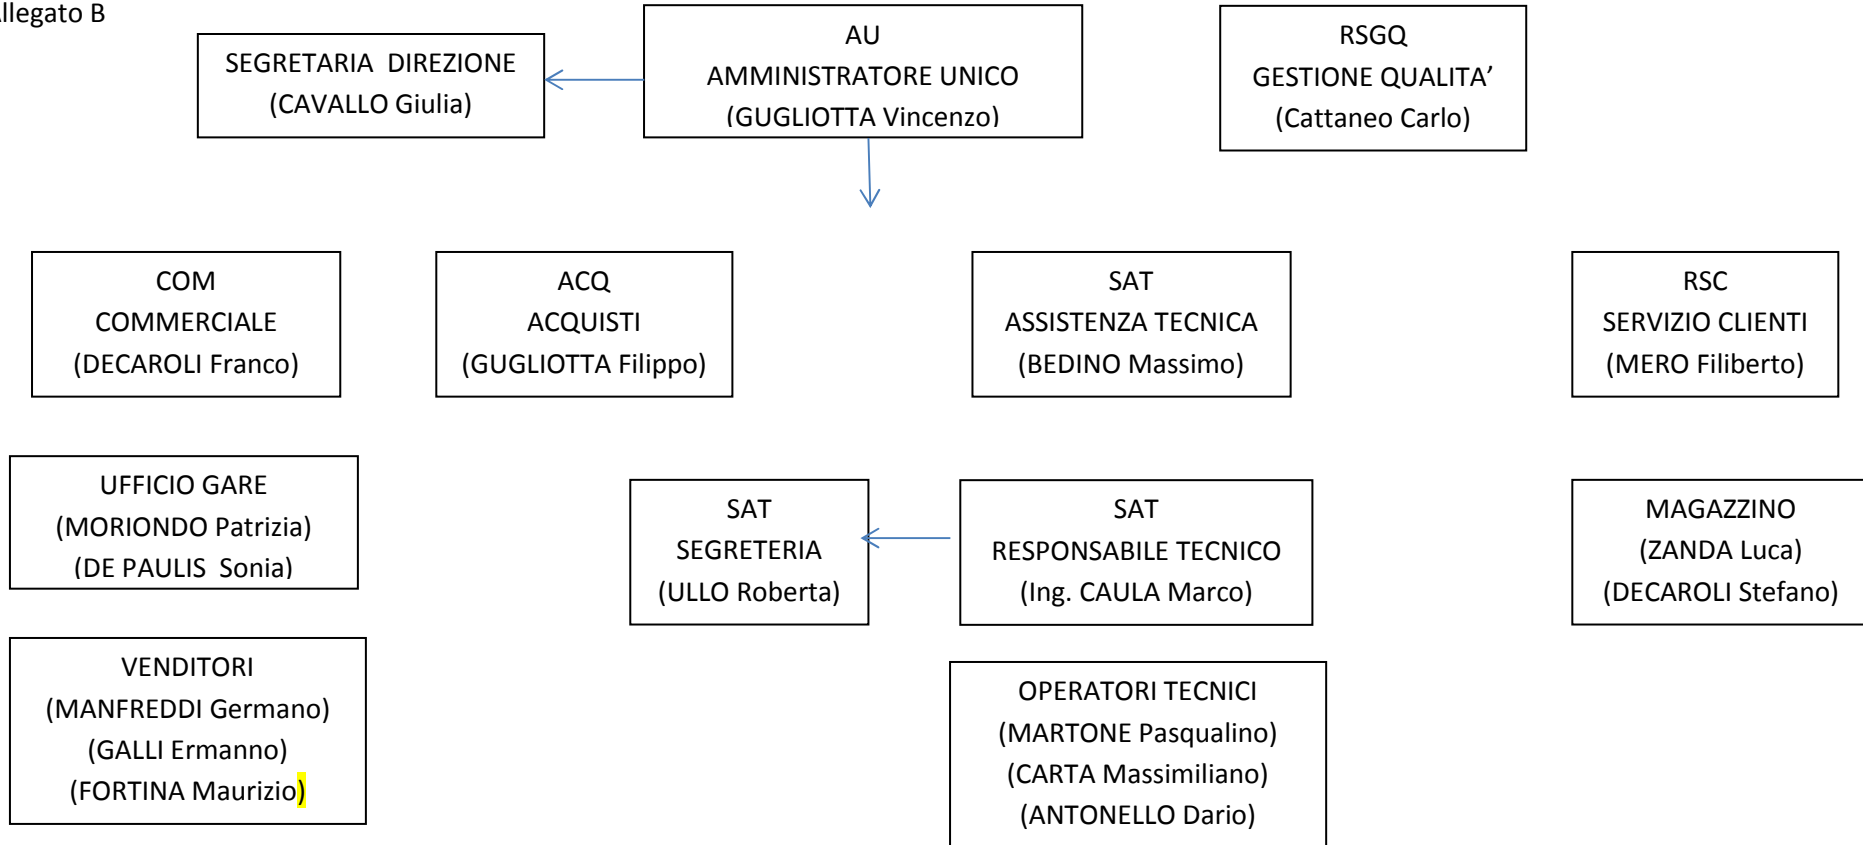 Allegato B
SEGRETARIA DIREZIONE
(CAVALLO Giulia)
AU
AMMINISTRATORE UNICO
(GUGLIOTTA Vincenzo)
RSGQ
GESTIONE QUALITA’
(Cattaneo Carlo)
COM
COMMERCIALE
(DECAROLI Franco)
ACQ
ACQUISTI
(GUGLIOTTA Filippo)
SAT
ASSISTENZA TECNICA
(BEDINO Massimo)
RSC
SERVIZIO CLIENTI
(MERO Filiberto)
UFFICIO GARE
(MORIONDO Patrizia)
(DE PAULIS Sonia)
SAT
SEGRETERIA
(ULLO Roberta)
SAT
RESPONSABILE TECNICO
(Ing. CAULA Marco)
MAGAZZINO
(ZANDA Luca)
(DECAROLI Stefano)
VENDITORI
(MANFREDDI Germano)
(GALLI Ermanno)
(FORTINA Maurizio)
OPERATORI TECNICI
(MARTONE Pasqualino)
(CARTA Massimiliano)
(ANTONELLO Dario)